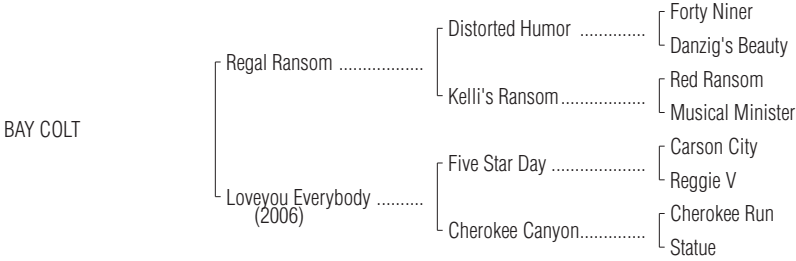 Forty Niner
Distorted Humor ..............
Danzig's Beauty
Regal Ransom ..................
Red Ransom
Kelli's Ransom..................
Musical Minister
BAY COLT
Carson City
Five Star Day ....................
Reggie V
Loveyou Everybody ..........
(2006)
Cherokee Run
Cherokee Canyon..............
Statue